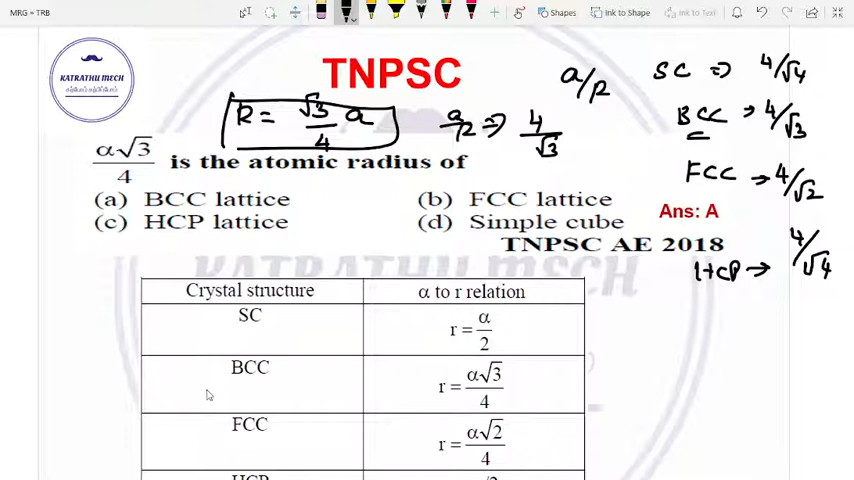 MRG = TRB
Shapes
Ink to Shape
Ink to Text
KATRATHU MECH
TNPSC
R = √3/4 a
a/R ⇒ 4/√3
a/R
SC ⇒ 4/√4
BCC → 4/√3
FCC → 4/√2
HCP → 4/√4
α√3/4 is the atomic radius of
(a) BCC lattice (b) FCC lattice
(c) HCP lattice (d) Simple cube
Ans: A
TNPSC AE 2018
KATRATHU MECH
Crystal structure α to r relation
SC r = α/2
BCC r = α√3/4
FCC r = α√2/4